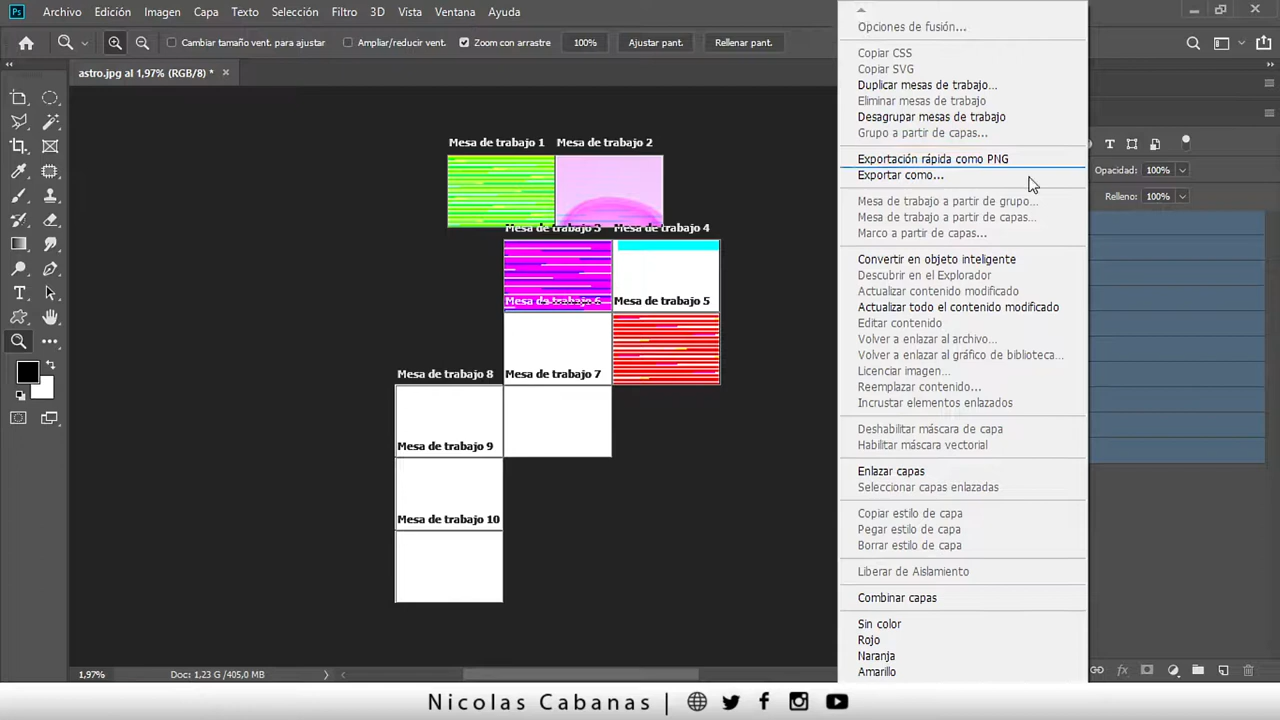 Ps Archivo Edición Imagen Capa Texto Selección Filtro 3D Vista Ventana Ayuda
Cambiar tamaño vent. para ajustar Ampliar/reducir vent. Zoom con arrastre 100% Ajustar pant. Rellenar pant.
astro.jpg al 1,97% (RGB/8) *
Mesa de trabajo 1 Mesa de trabajo 2
Mesa de trabajo 3 Mesa de trabajo 4
Mesa de trabajo 6 Mesa de trabajo 5
Mesa de trabajo 8 Mesa de trabajo 7
Mesa de trabajo 9
Mesa de trabajo 10
Opciones de fusión...
Copiar CSS
Copiar SVG
Duplicar mesas de trabajo...
Eliminar mesas de trabajo
Desagrupar mesas de trabajo
Grupo a partir de capas...
Exportación rápida como PNG
Exportar como...
Mesa de trabajo a partir de grupo...
Mesa de trabajo a partir de capas...
Marco a partir de capas...
Convertir en objeto inteligente
Descubrir en el Explorador
Actualizar contenido modificado
Actualizar todo el contenido modificado
Editar contenido
Volver a enlazar al archivo...
Volver a enlazar al gráfico de biblioteca...
Licenciar imagen...
Reemplazar contenido...
Incrustar elementos enlazados
Deshabilitar máscara de capa
Habilitar máscara vectorial
Enlazar capas
Seleccionar capas enlazadas
Copiar estilo de capa
Pegar estilo de capa
Borrar estilo de capa
Liberar de Aislamiento
Combinar capas
Sin color
Rojo
Naranja
Amarillo
Opacidad: 100%
Relleno: 100%
fx
1,97% Doc: 1,23 G/405,0 MB
Nicolas Cabanas |